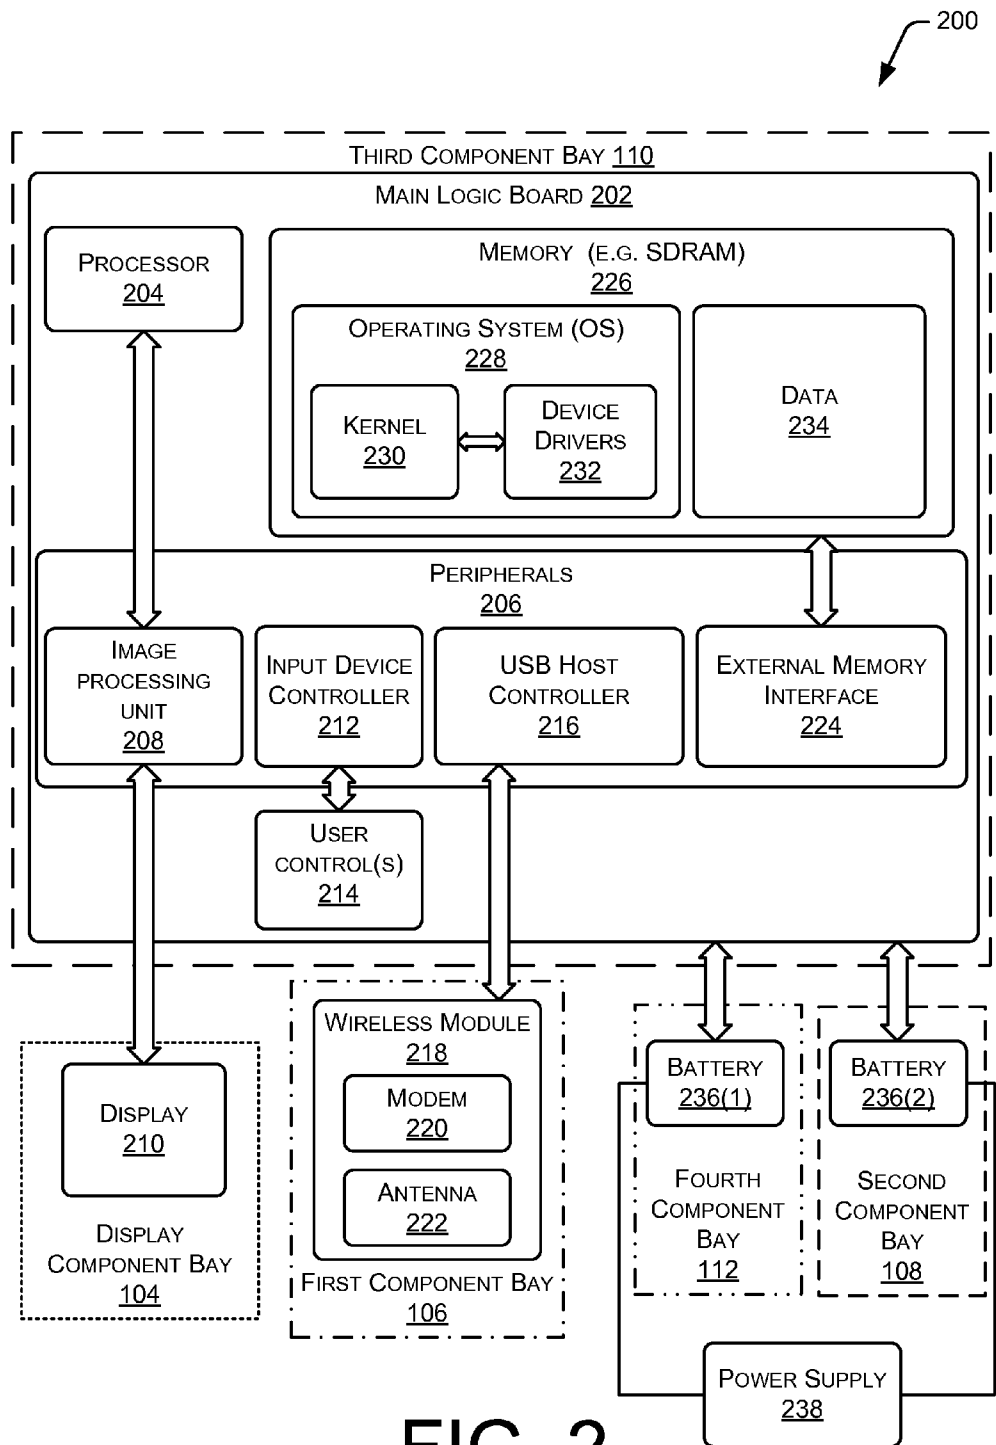 200
THIRD COMPONENT BAY 110
MAIN LOGIC BOARD 202
PROCESSOR
204
MEMORY (E.G. SDRAM)
226
OPERATING SYSTEM (OS)
228
KERNEL
230
DEVICE
DRIVERS
232
DATA
234
PERIPHERALS
206
IMAGE
PROCESSING
UNIT
208
INPUT DEVICE
CONTROLLER
212
USB HOST
CONTROLLER
216
EXTERNAL MEMORY
INTERFACE
224
USER
CONTROL(S)
214
WIRELESS MODULE
218
MODEM
220
ANTENNA
222
FIRST COMPONENT BAY
106
DISPLAY
210
DISPLAY
COMPONENT BAY
104
BATTERY
236(1)
FOURTH
COMPONENT
BAY
112
BATTERY
236(2)
SECOND
COMPONENT
BAY
108
POWER SUPPLY
238
FIG. 2